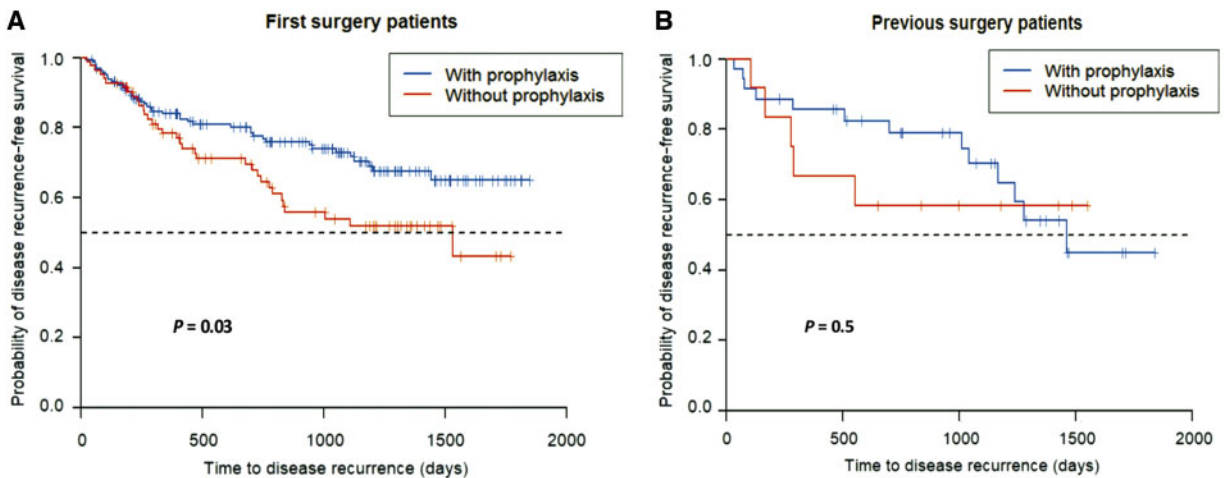 A
First surgery patients
With prophylaxis
Without prophylaxis
Probability of disease recurrence-free survival
1.0
0.8
0.6
0.4
0.2
0.0
P = 0.03
0 500 1000 1500 2000
Time to disease recurrence (days)
B
Previous surgery patients
With prophylaxis
Without prophylaxis
Probability of disease recurrence-free survival
1.0
0.8
0.6
0.4
0.2
0.0
P = 0.5
0 500 1000 1500 2000
Time to disease recurrence (days)